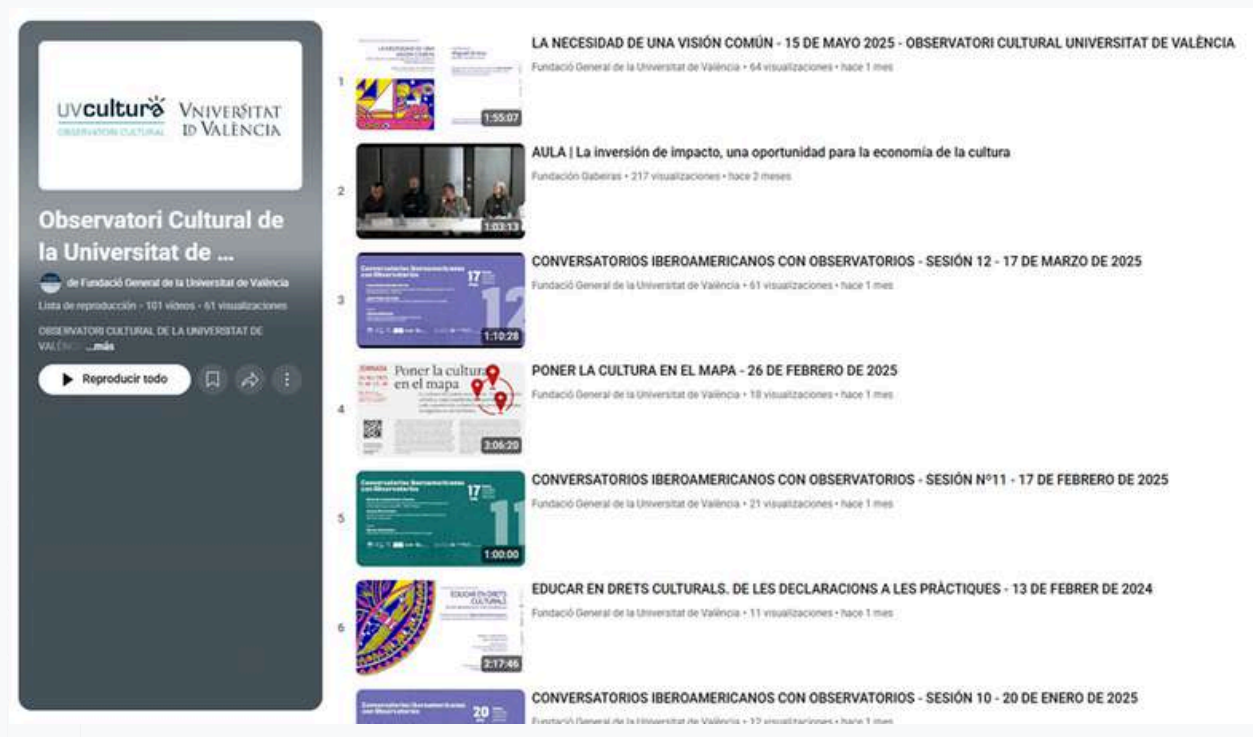 UVcultura
OBSERVATORI CULTURAL
VNIVERSITAT
ID VALÈNCIA
Observatori Cultural de
la Universitat de ...
de Fundació General de la Universitat de València
Lista de reproducción • 101 vídeos • 61 visualizaciones
OBSERVATORI CULTURAL DE LA UNIVERSITAT DE
...más
Reproducir todo
1
1:55:07
LA NECESIDAD DE UNA VISIÓN COMÚN - 15 DE MAYO 2025 - OBSERVATORI CULTURAL UNIVERSITAT DE VALÈNCIA
Fundació General de la Universitat de València • 64 visualizaciones • hace 1 mes
2
1:03:13
AULA | La inversión de impacto, una oportunidad para la economía de la cultura
Fundación Gabeiras • 217 visualizaciones • hace 2 meses
3
Conversatorios Iberoamericanos
con Observatorios
17
12
1:10:28
CONVERSATORIOS IBEROAMERICANOS CON OBSERVATORIOS - SESIÓN 12 - 17 DE MARZO DE 2025
Fundació General de la Universitat de València • 61 visualizaciones • hace 1 mes
4
JORNADA
Poner la cultura
en el mapa
3:06:20
PONER LA CULTURA EN EL MAPA - 26 DE FEBRERO DE 2025
Fundació General de la Universitat de València • 18 visualizaciones • hace 1 mes
5
Conversatorios Iberoamericanos
con Observatorios
17
11
1:00:00
CONVERSATORIOS IBEROAMERICANOS CON OBSERVATORIOS - SESIÓN Nº11 - 17 DE FEBRERO DE 2025
Fundació General de la Universitat de València • 21 visualizaciones • hace 1 mes
6
EDUCAR EN DRETS
CULTURALS.
2:17:46
EDUCAR EN DRETS CULTURALS. DE LES DECLARACIONS A LES PRÀCTIQUES - 13 DE FEBRER DE 2024
Fundació General de la Universitat de València • 11 visualizaciones • hace 1 mes
Conversatorios Iberoamericanos
con Observatorios
20
CONVERSATORIOS IBEROAMERICANOS CON OBSERVATORIOS - SESIÓN 10 - 20 DE ENERO DE 2025
Fundació General de la Universitat de València • 12 visualizaciones • hace 1 mes